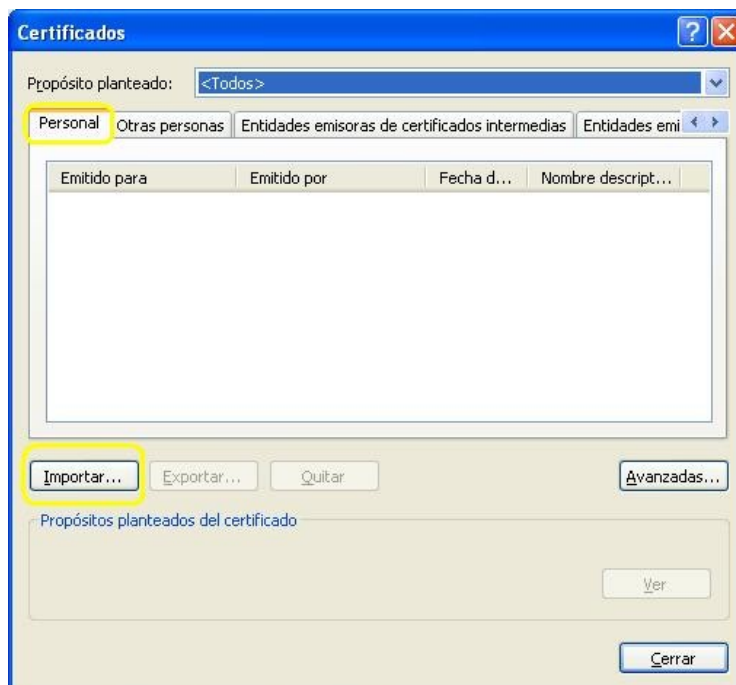 Certificados
Propósito planteado: <Todos>
Personal Otras personas Entidades emisoras de certificados intermedias Entidades emi
Emitido para Emitido por Fecha d... Nombre descript...
Importar... Exportar... Quitar Avanzadas...
Propósitos planteados del certificado
Ver
Cerrar